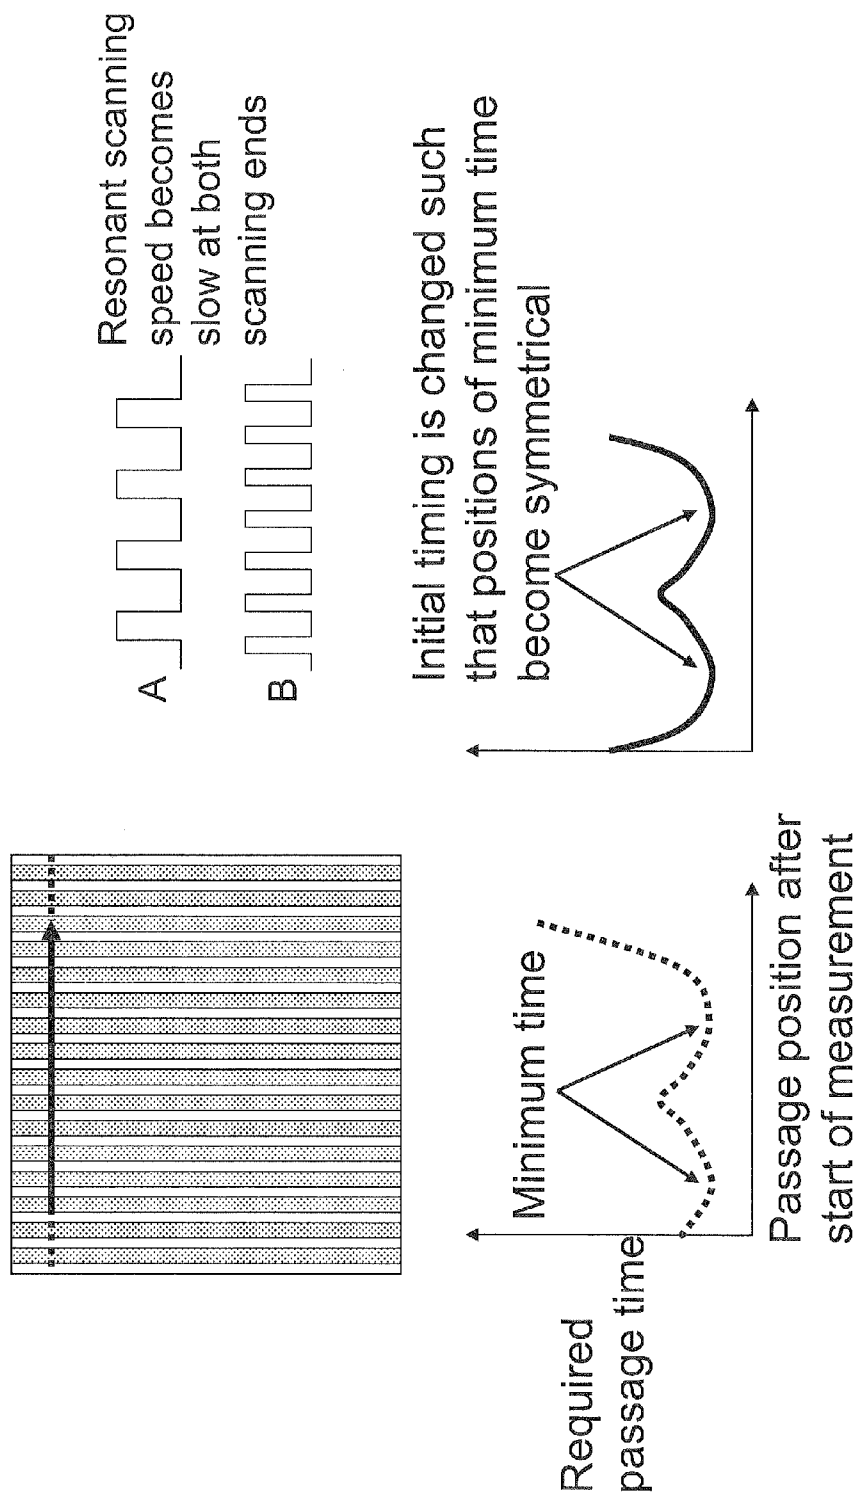 A
B
Resonant scanning
speed becomes
slow at both
scanning ends
Required
passage time
Minimum time
Passage position after
start of measurement
Initial timing is changed such
that positions of minimum time
become symmetrical